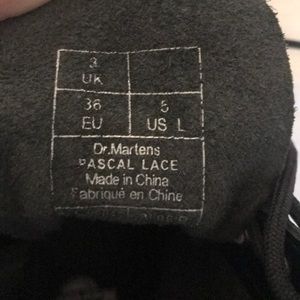 3
UK
36 5
EU US L
Dr.Martens
PASCAL LACE
Made in China
Fabriqué en Chine